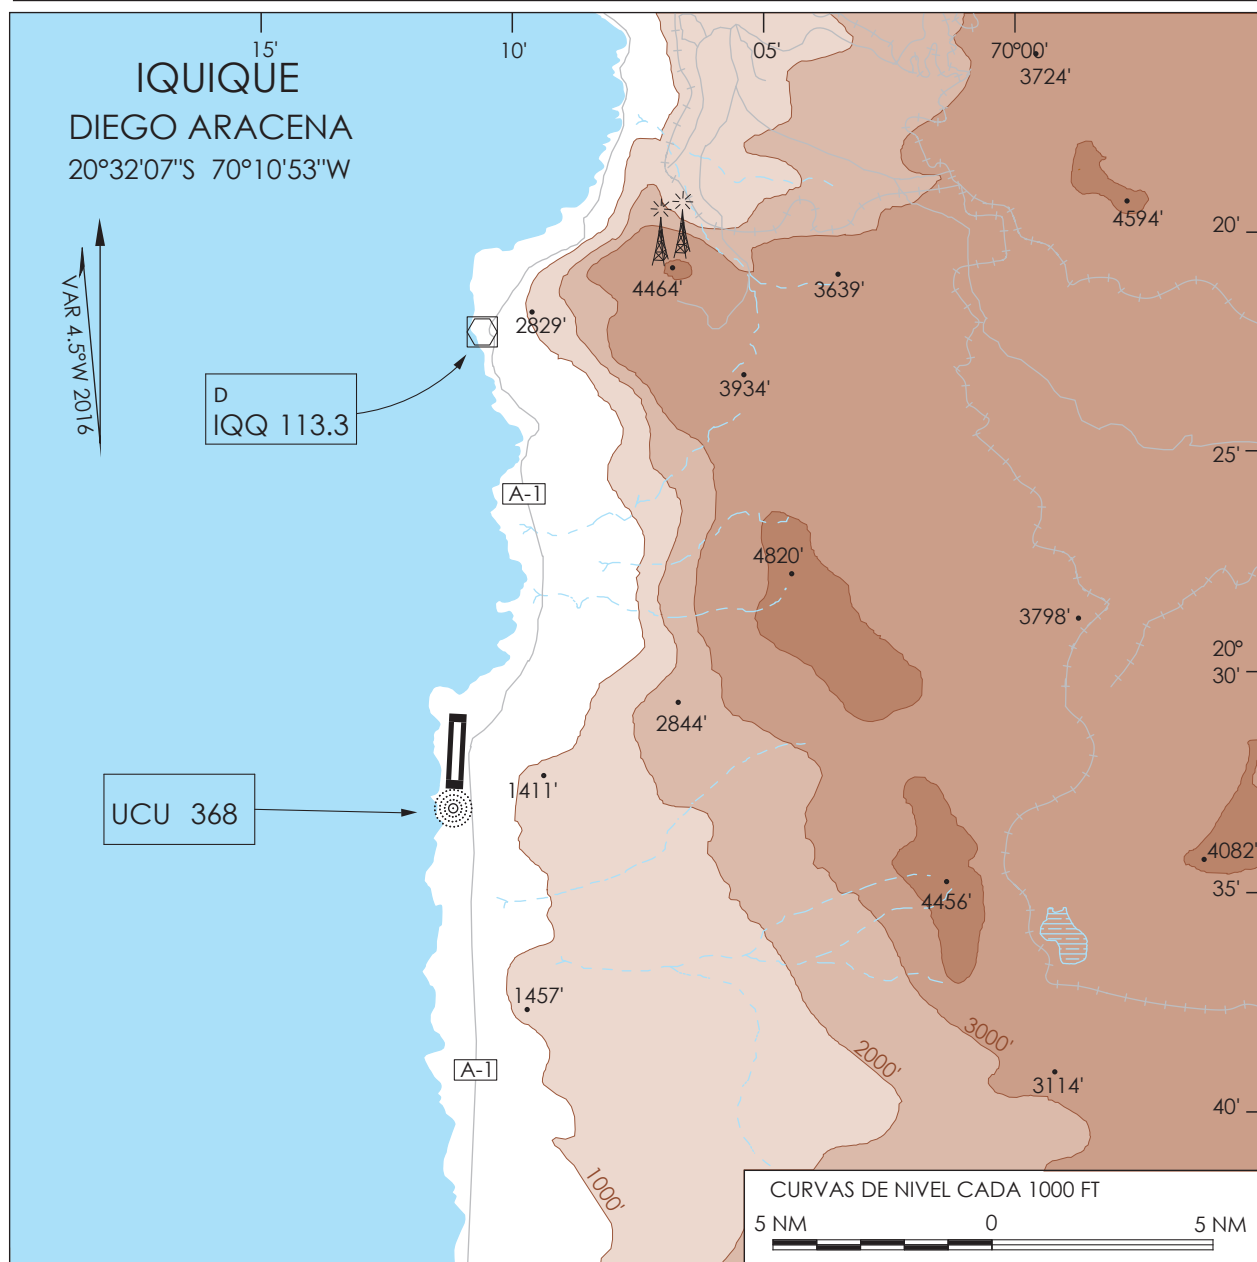 15'
10'
05'
70°00'
IQUIQUE
DIEGO ARACENA
20°32'07"S 70°10'53"W
3724'
4594'
20'
VAR 4.5°W 2016
4464'
3639'
2829'
3934'
D
IQQ 113.3
25'
A-1
4820'
3798'
20°
30'
2844'
1411'
UCU 368
4082'
35'
4456'
1457'
3000'
2000'
A-1
3114'
40'
1000'
CURVAS DE NIVEL CADA 1000 FT
5 NM 0 5 NM